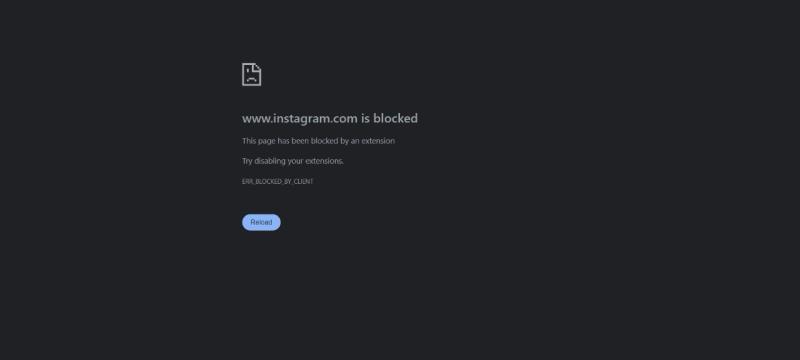 www.instagram.com is blocked
This page has been blocked by an extension
Try disabling your extensions.
ERR_BLOCKED_BY_CLIENT
Reload